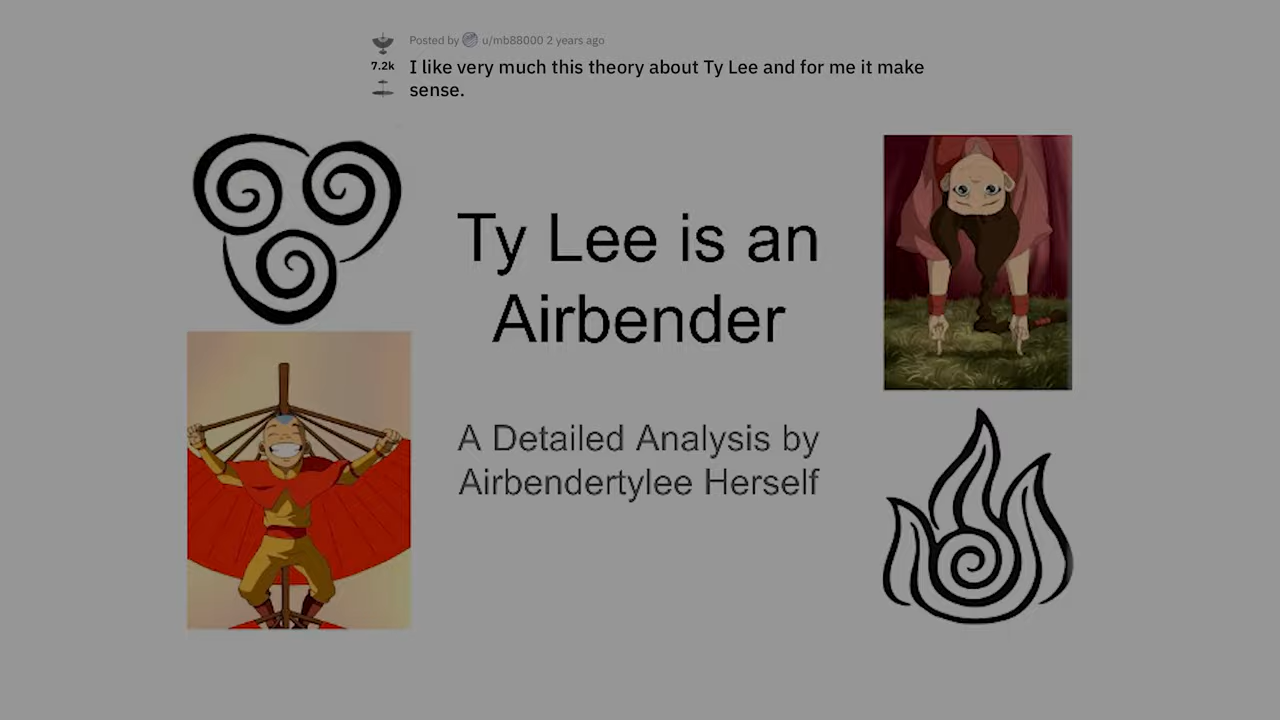 Posted by u/mb88000 2 years ago
7.2k
I like very much this theory about Ty Lee and for me it make
sense.
Ty Lee is an
Airbender
A Detailed Analysis by
Airbendertylee Herself